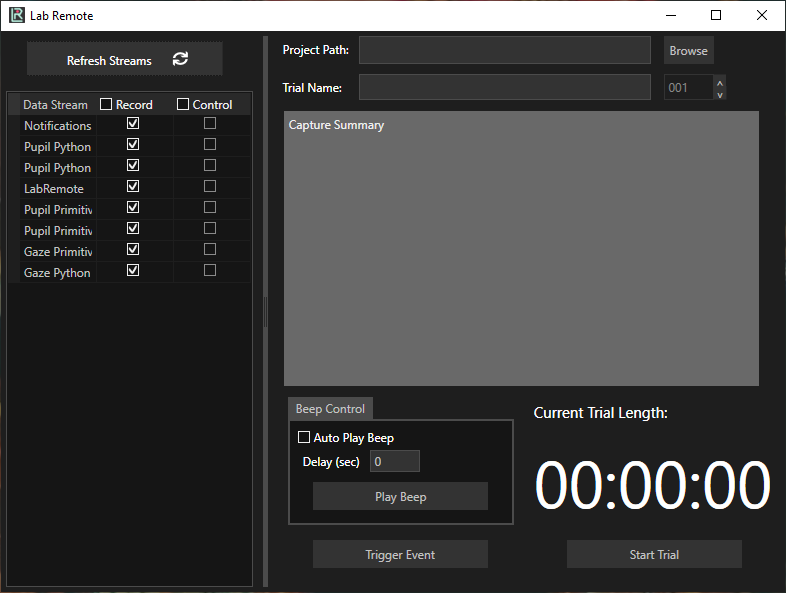 Lab Remote
Refresh Streams
Data Stream Record Control
Notifications
Pupil Python
Pupil Python
LabRemote
Pupil Primitiv
Pupil Primitiv
Gaze Primitiv
Gaze Python
Project Path: Browse
Trial Name: 001
Capture Summary
Beep Control
Auto Play Beep
Delay (sec) 0
Play Beep
Trigger Event
Current Trial Length:
00:00:00
Start Trial